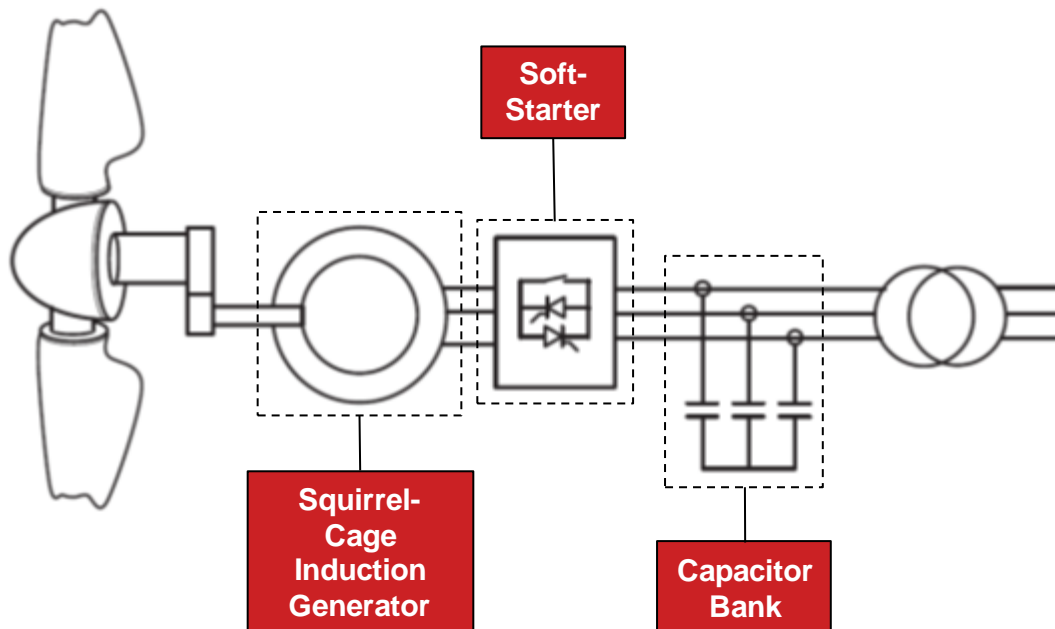 Soft-
Starter
Squirrel-
Cage
Induction
Generator
Capacitor
Bank